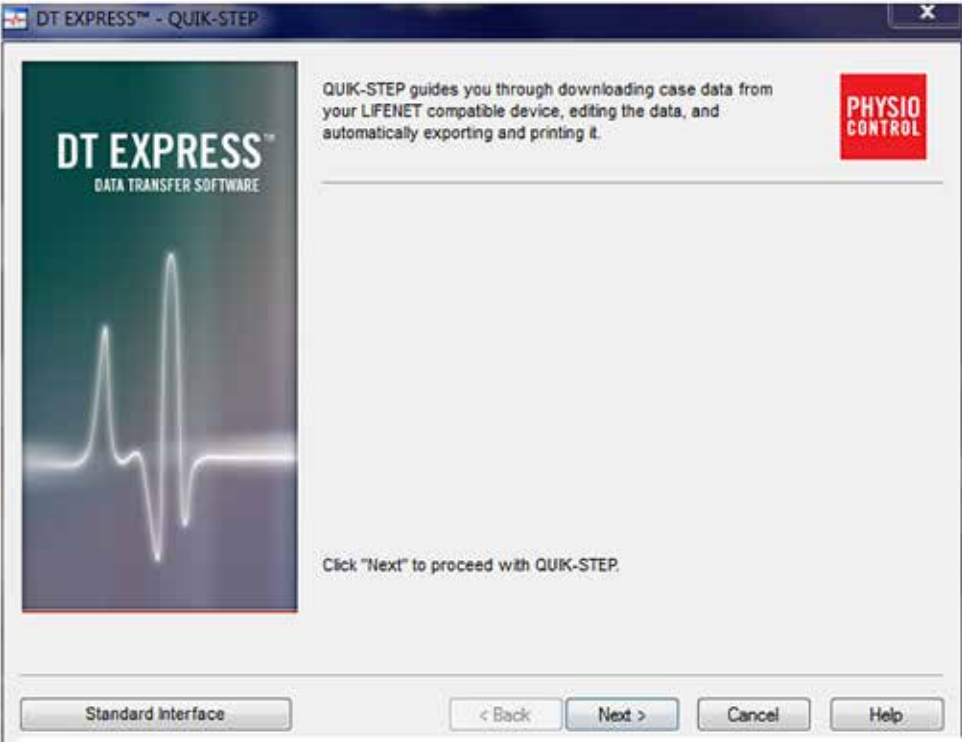 DT EXPRESS™ - QUIK-STEP
X
DT EXPRESS™
DATA TRANSFER SOFTWARE
QUIK-STEP guides you through downloading case data from
your LIFENET compatible device, editing the data, and
automatically exporting and printing it.
PHYSIO
CONTROL
Click "Next" to proceed with QUIK-STEP.
Standard Interface
< Back
Next >
Cancel
Help